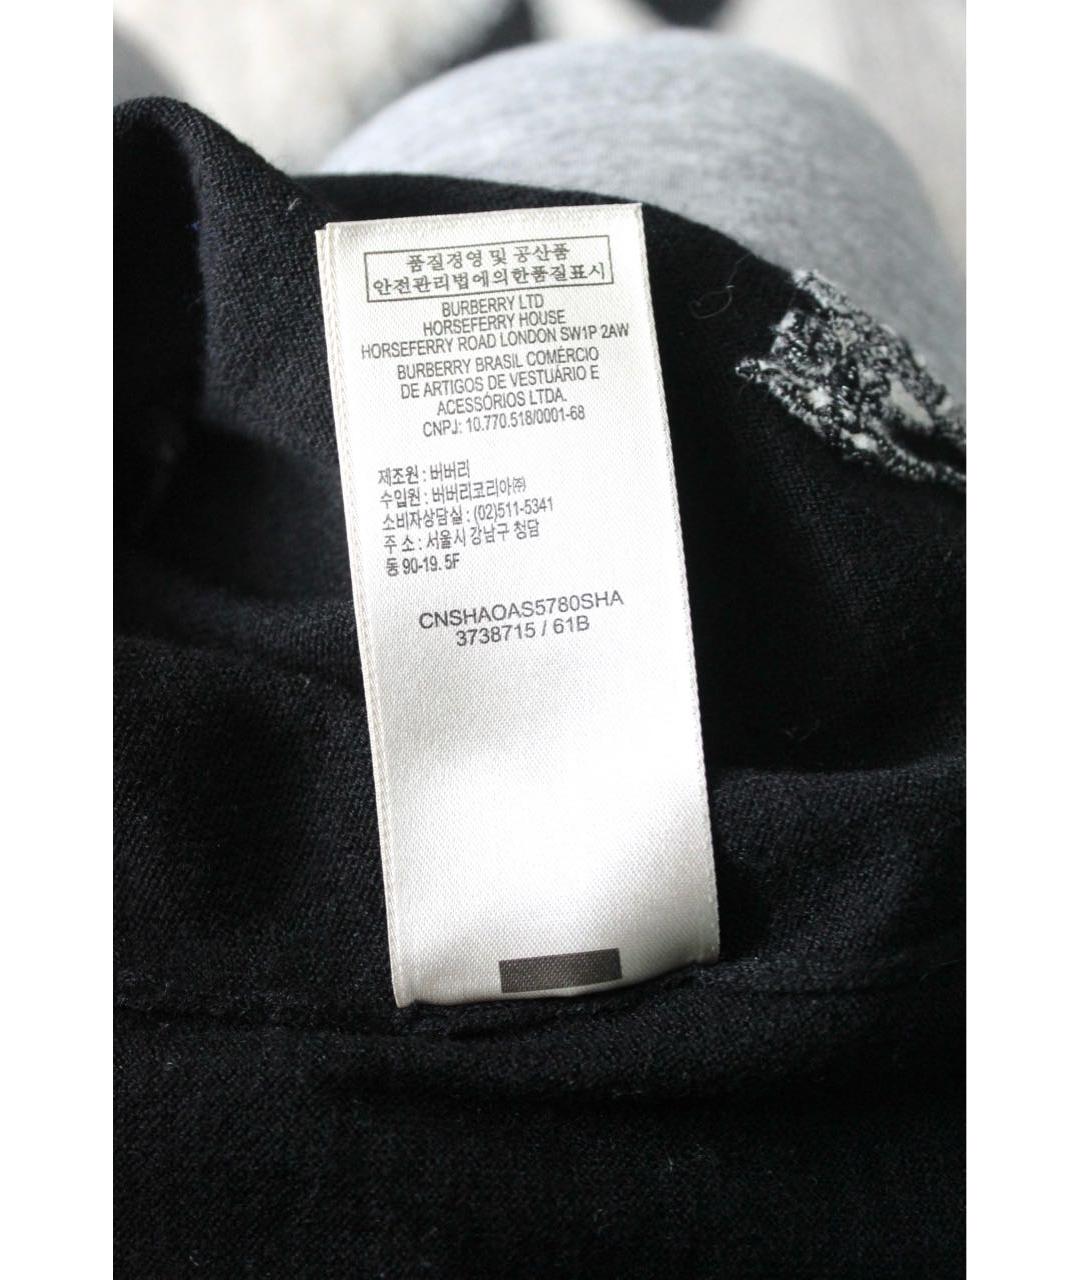 품질경영 및 공산품
안전관리법에의한품질표시
BURBERRY LTD
HORSEFERRY HOUSE
HORSEFERRY ROAD LONDON SW1P 2AW
BURBERRY BRASIL COMÉRCIO
DE ARTIGOS DE VESTUÁRIO E
ACESSÓRIOS LTDA.
CNPJ: 10.770.518/0001-68
제조원 : 버버리
수입원 : 버버리코리아㈜
소비자상담실 : (02)511-5341
주 소 : 서울시 강남구 청담
동 90-19. 5F
CNSHAOAS5780SHA
3738715 / 61B